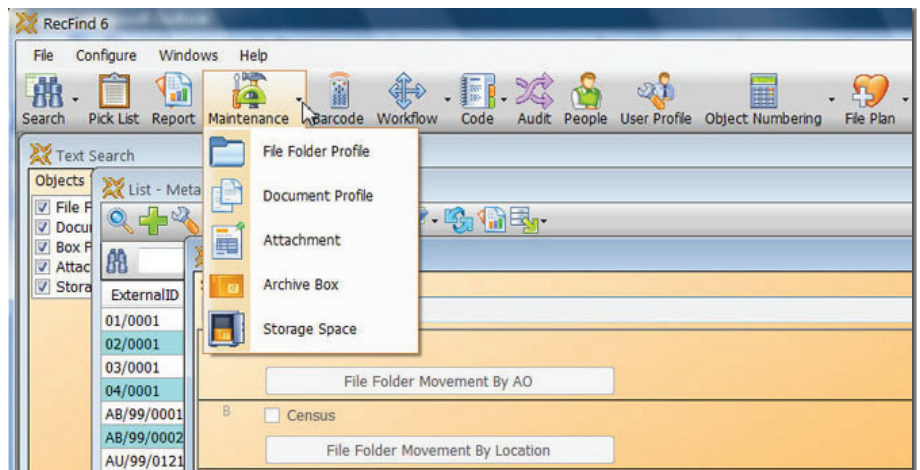 RecFind 6
File Configure Windows Help
Search Pick List Report Maintenance Barcode Workflow Code Audit People User Profile Object Numbering File Plan
File Folder Profile
Document Profile
Attachment
Archive Box
Storage Space
Text Search
Objects
File F
Docu
Box F
Attac
Stora
List - Meta
ExternalID
01/0001
02/0001
03/0001
04/0001
AB/99/0001
AB/99/0002
AU/99/0121
File Folder Movement By AO
B Census
File Folder Movement By Location